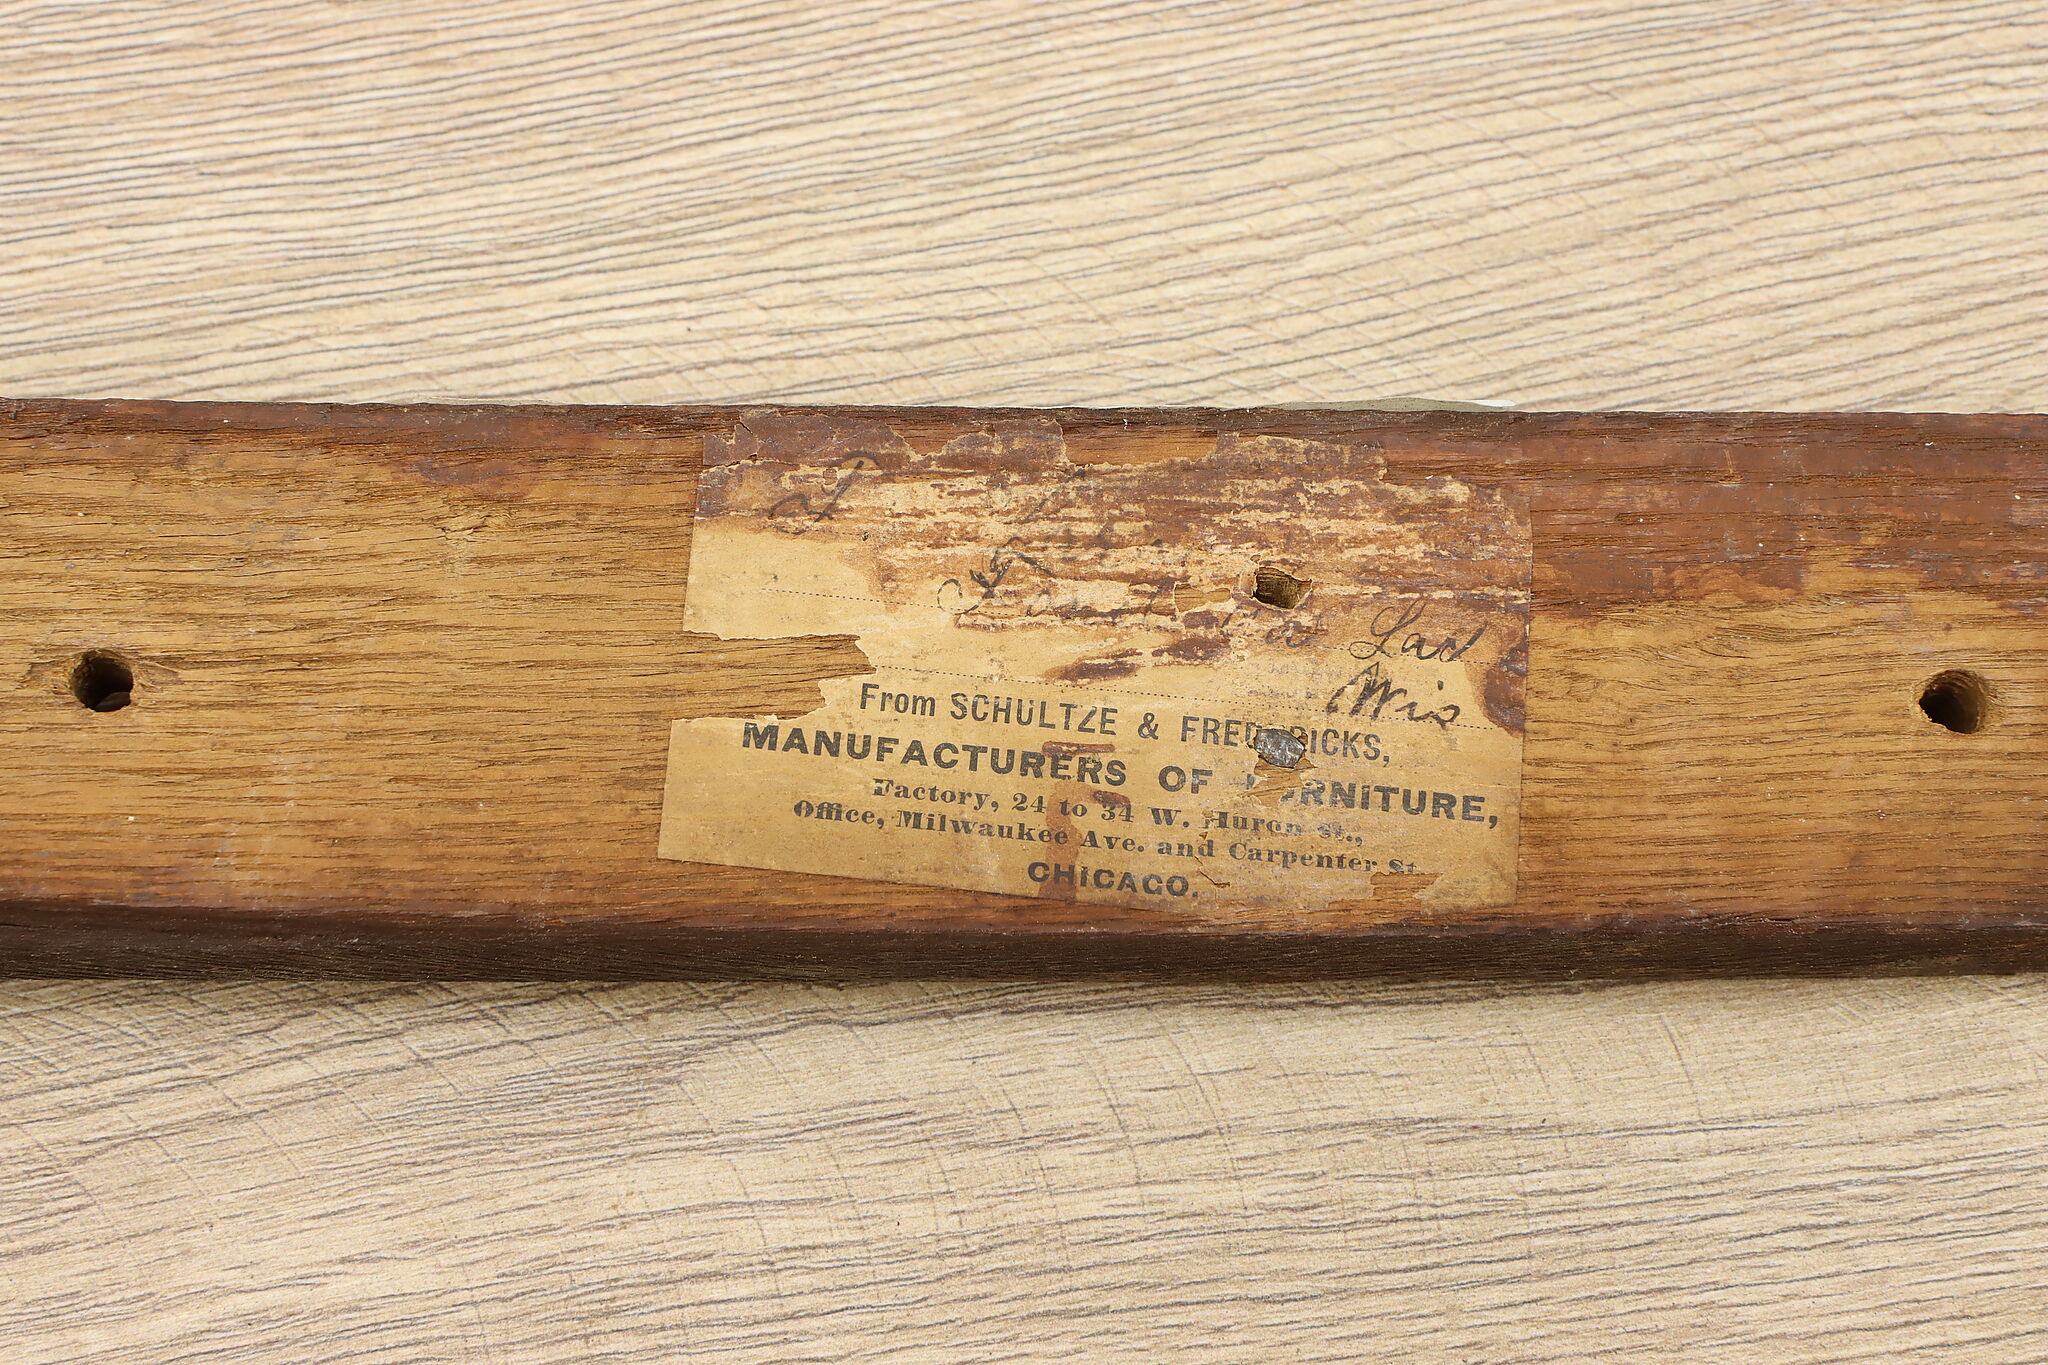 Lac
Wis
From SCHULTZE & FREDERICKS,
MANUFACTURERS OF FURNITURE,
Factory, 24 to 34 W. Huron St.,
Office, Milwaukee Ave. and Carpenter St
CHICAGO.